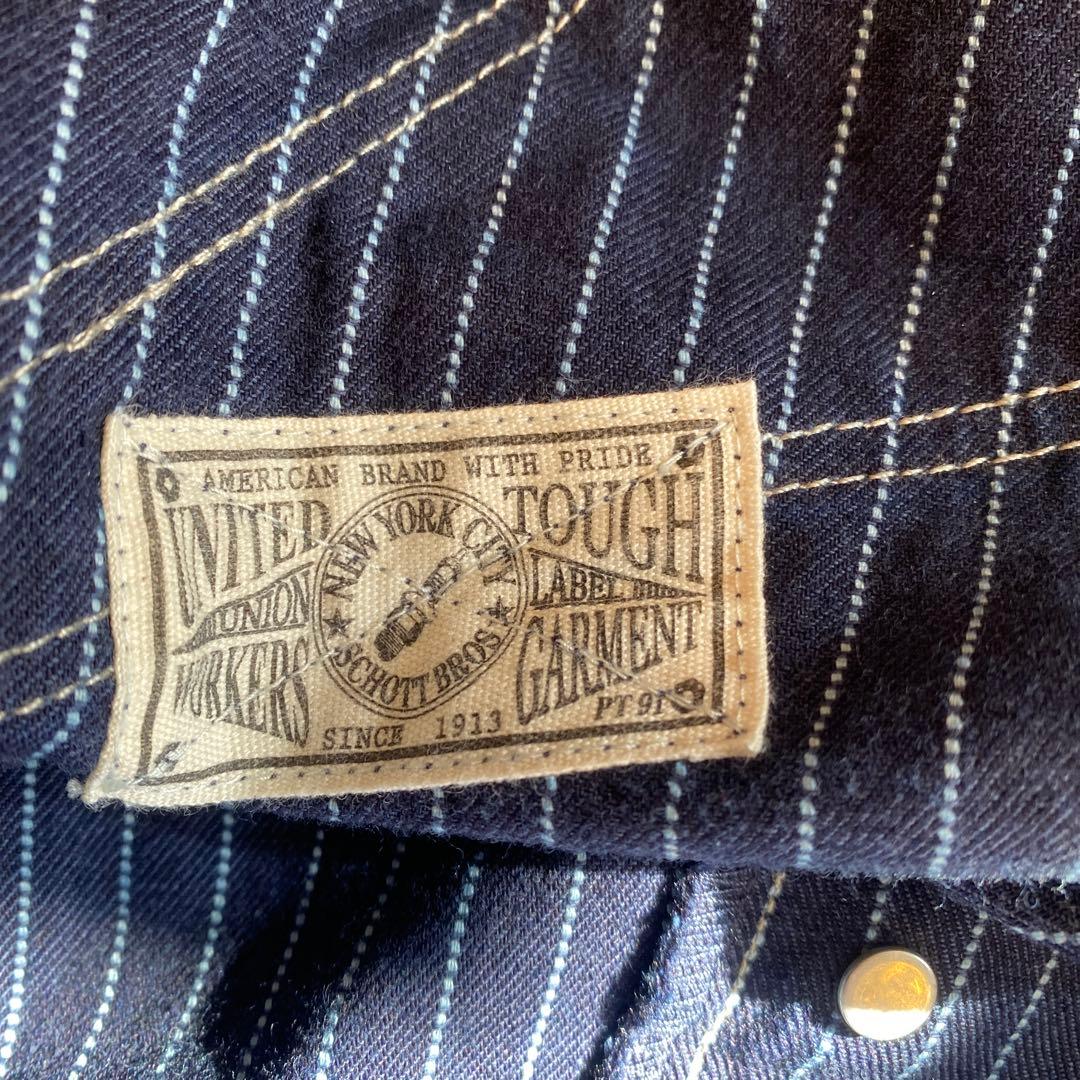 AMERICAN BRAND WITH PRIDE
UNITED TOUGH
NEW YORK CITY
UNION LABEL
WORKERS GARMENT
SCHOTT BROS
PT 91
SINCE 1913